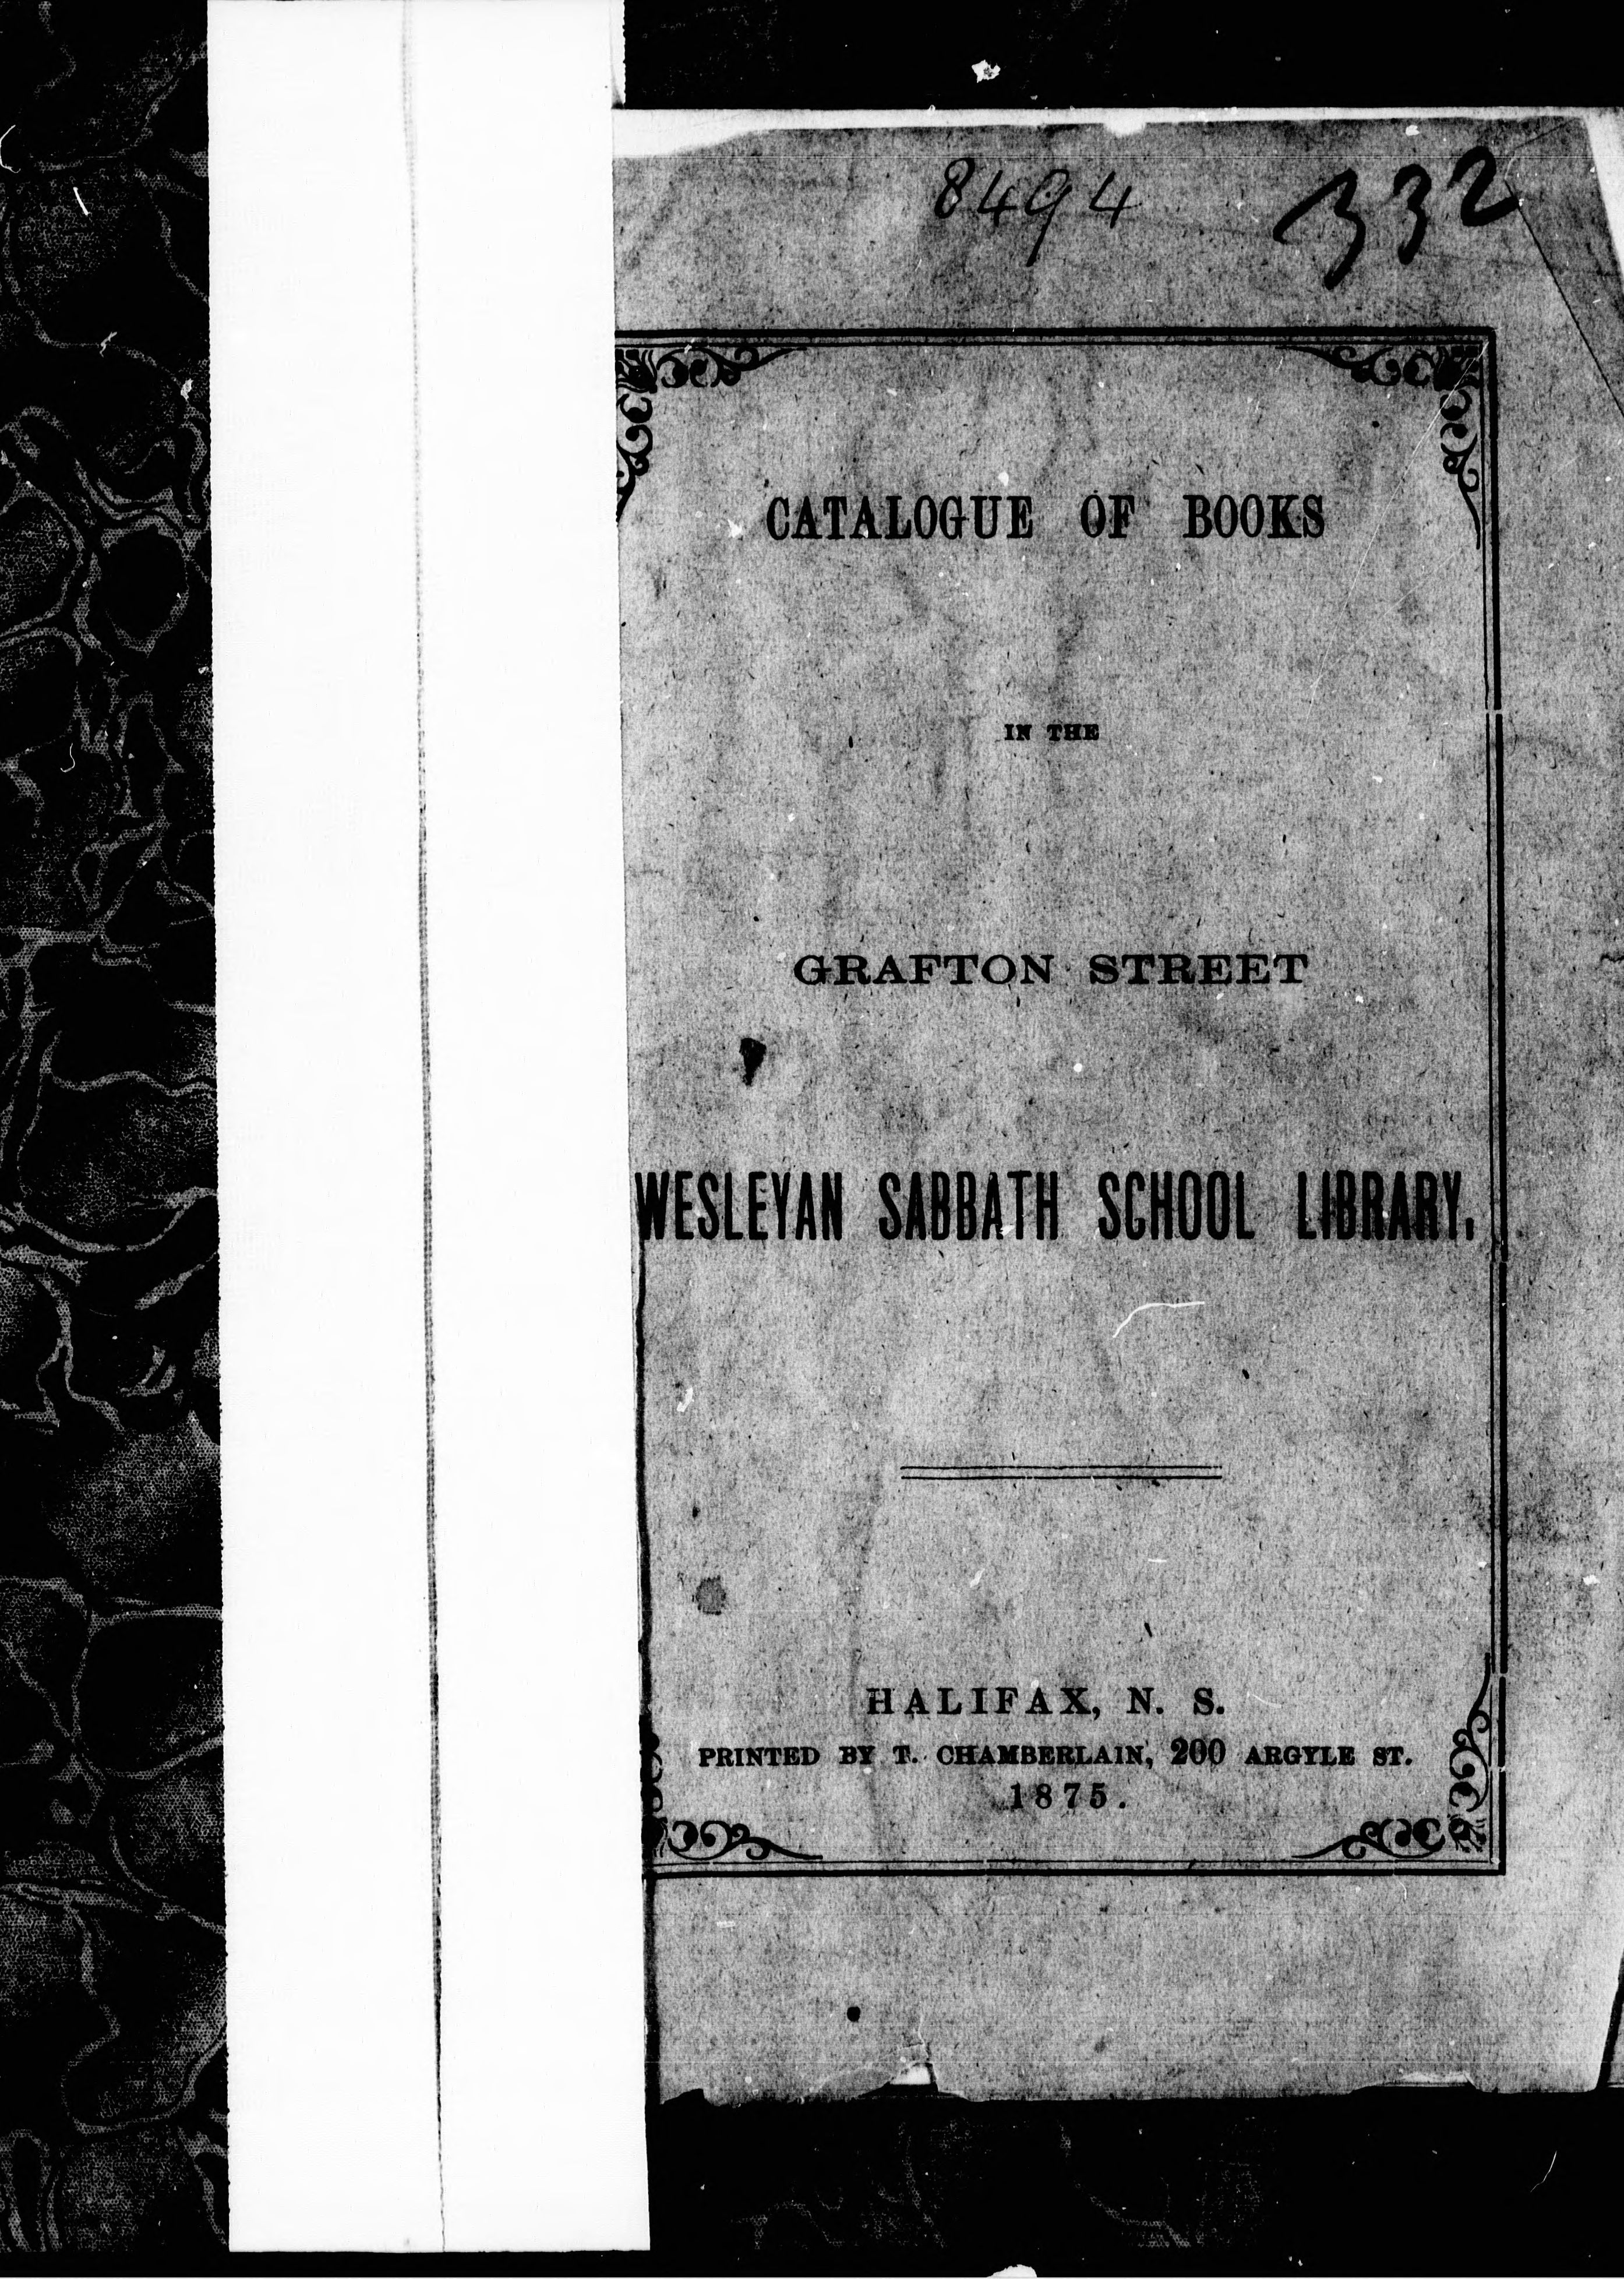 8494 332
CATALOGUE OF BOOKS
IN THE
GRAFTON STREET
WESLEYAN SABBATH SCHOOL LIBRARY.
HALIFAX, N. S.
PRINTED BY T. CHAMBERLAIN, 200 ARGYLE ST.
1875.